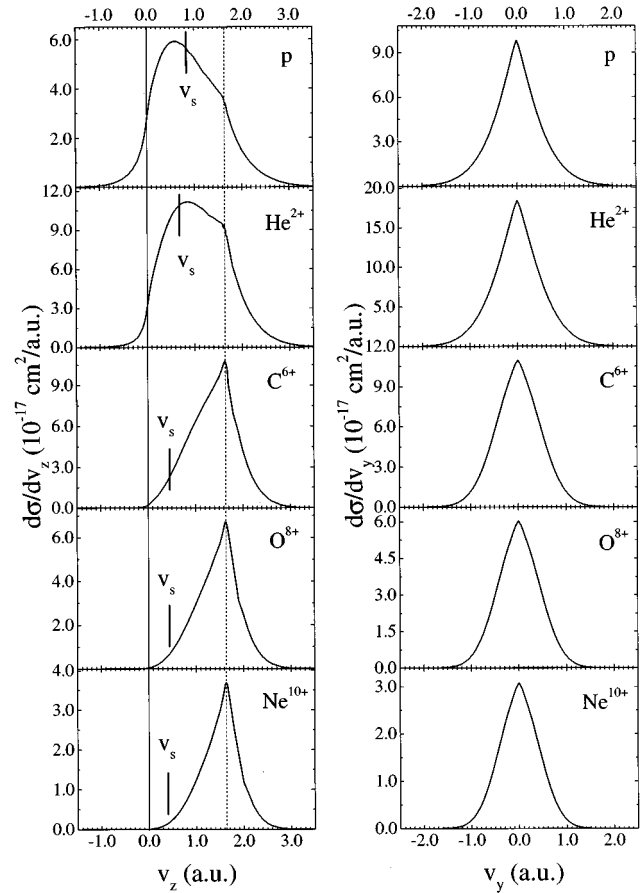 -1.0 0.0 1.0 2.0 3.0
-2.0 -1.0 0.0 1.0 2.0
6.0
4.0
2.0
p
v_s
9.0
6.0
3.0
p
12.0
9.0
6.0
3.0
0.0
He²⁺
v_s
20.0
15.0
10.0
5.0
He²⁺
9.0
6.0
3.0
0.0
C⁶⁺
v_s
12.0
9.0
6.0
3.0
0.0
C⁶⁺
6.0
4.0
2.0
O⁸⁺
v_s
6.0
4.5
3.0
1.5
0.0
O⁸⁺
4.0
3.0
2.0
1.0
0.0
Ne¹⁰⁺
v_s
3.0
2.0
1.0
0.0
Ne¹⁰⁺
dσ/dv_z (10⁻¹⁷ cm²/a.u.)
dσ/dv_y (10⁻¹⁷ cm²/a.u.)
-1.0 0.0 1.0 2.0 3.0
-2.0 -1.0 0.0 1.0 2.0
v_z (a.u.)
v_y (a.u.)